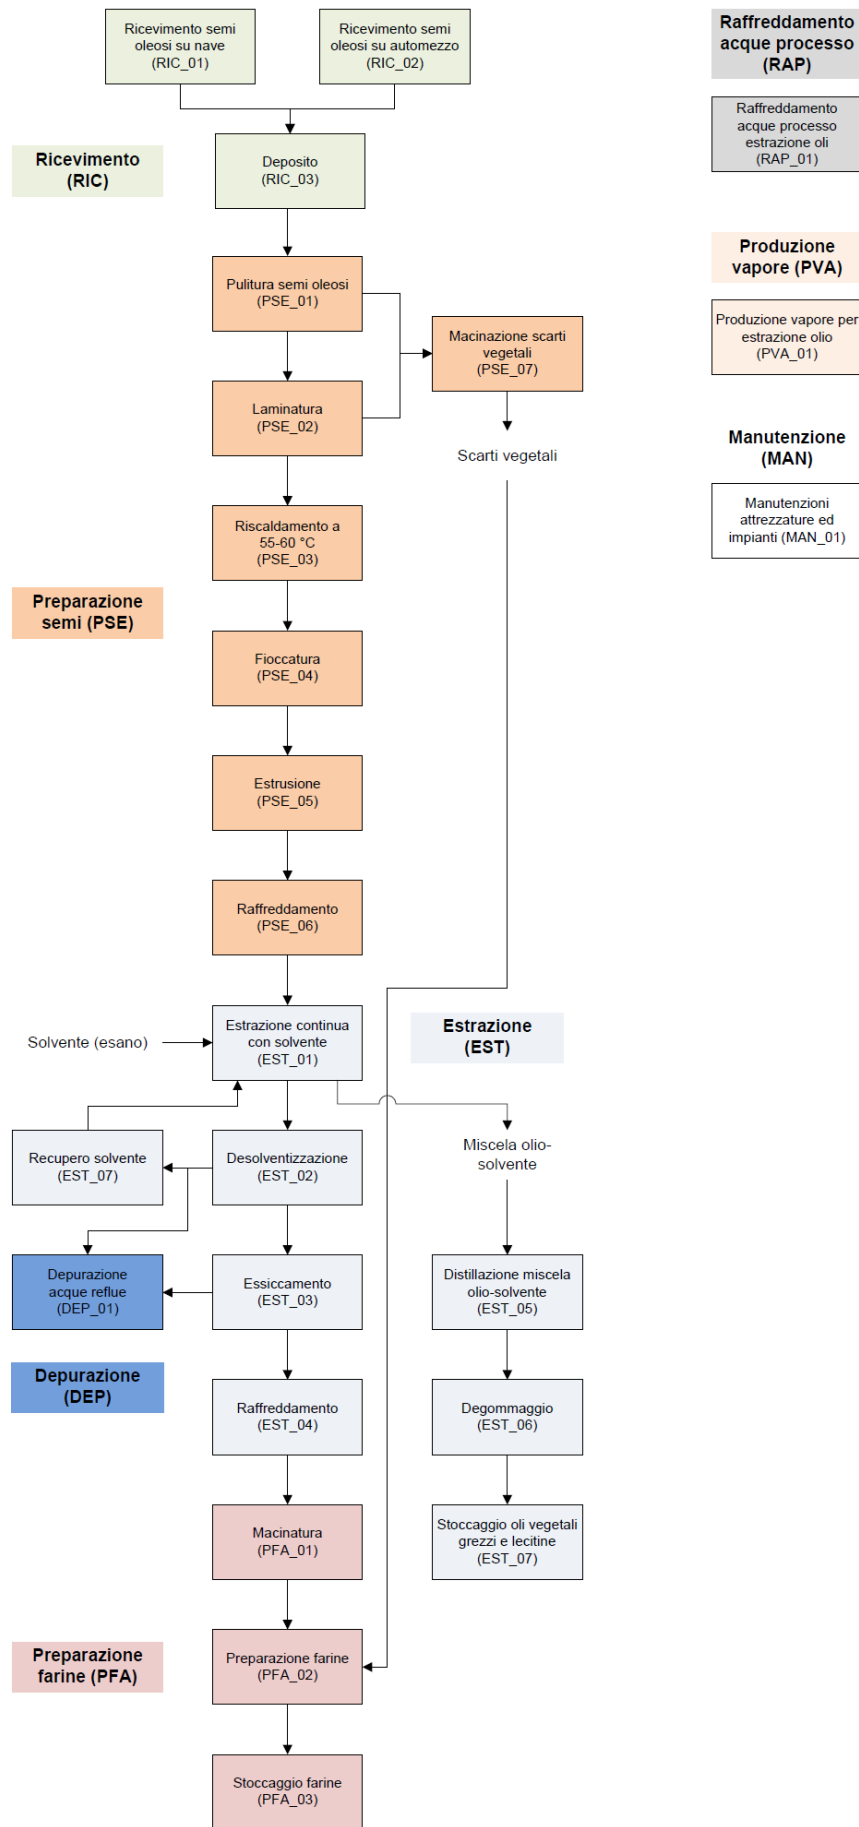 Ricevimento semi
oleosi su nave
(RIC_01)
Ricevimento semi
oleosi su automezzo
(RIC_02)
Raffreddamento
acque processo
(RAP)
Raffreddamento
acque processo
estrazione oli
(RAP_01)
Ricevimento
(RIC)
Deposito
(RIC_03)
Produzione
vapore (PVA)
Pulitura semi oleosi
(PSE_01)
Macinazione scarti
vegetali
(PSE_07)
Produzione vapore per
estrazione olio
(PVA_01)
Laminatura
(PSE_02)
Scarti vegetali
Manutenzione
(MAN)
Manutenzioni
attrezzature ed
impianti (MAN_01)
Riscaldamento a
55-60 °C
(PSE_03)
Preparazione
semi (PSE)
Fioccatura
(PSE_04)
Estrusione
(PSE_05)
Raffreddamento
(PSE_06)
Solvente (esano)
Estrazione continua
con solvente
(EST_01)
Estrazione
(EST)
Recupero solvente
(EST_07)
Desolventizzazione
(EST_02)
Miscela olio-
solvente
Depurazione
acque reflue
(DEP_01)
Essiccamento
(EST_03)
Distillazione miscela
olio-solvente
(EST_05)
Depurazione
(DEP)
Raffreddamento
(EST_04)
Degommaggio
(EST_06)
Macinatura
(PFA_01)
Stoccaggio oli vegetali
grezzi e lecitine
(EST_07)
Preparazione
farine (PFA)
Preparazione farine
(PFA_02)
Stoccaggio farine
(PFA_03)